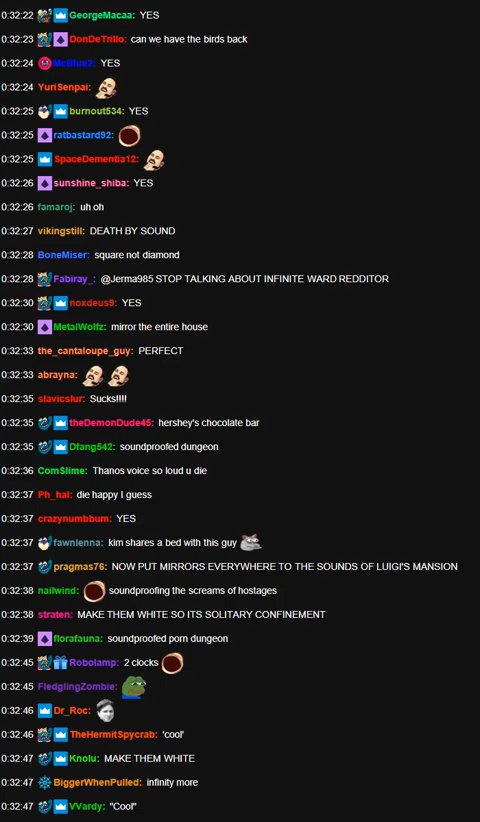 0:32:22 GeorgeMacaa: YES
0:32:23 DonDeTrillo: can we have the birds back
0:32:24 McBlue2: YES
0:32:24 YuriSenpai:
0:32:25 burnout534: YES
0:32:25 ratbastard92:
0:32:25 SpaceDementia12:
0:32:26 sunshine_shiba: YES
0:32:26 famaroj: uh oh
0:32:27 vikingstill: DEATH BY SOUND
0:32:28 BoneMiser: square not diamond
0:32:28 Fabiray_: @Jerma985 STOP TALKING ABOUT INFINITE WARD REDDITOR
0:32:30 noxdeus9: YES
0:32:30 MetalWolfz: mirror the entire house
0:32:33 the_cantaloupe_guy: PERFECT
0:32:33 abrayna:
0:32:35 slavicslur: Sucks!!!!
0:32:35 theDemonDude45: hershey's chocolate bar
0:32:35 Dfang542: soundproofed dungeon
0:32:36 ComSlime: Thanos voice so loud u die
0:32:37 Ph_hal: die happy I guess
0:32:37 crazynumbbum: YES
0:32:37 fawnlenna: kim shares a bed with this guy
0:32:37 pragmas76: NOW PUT MIRRORS EVERYWHERE TO THE SOUNDS OF LUIGI'S MANSION
0:32:38 nailwind: soundproofing the screams of hostages
0:32:38 straten: MAKE THEM WHITE SO ITS SOLITARY CONFINEMENT
0:32:39 florafauna: soundproofed porn dungeon
0:32:45 Robolamp: 2 clocks
0:32:45 FledglingZombie:
0:32:46 Dr_Roc:
0:32:46 TheHermitSpycrab: 'cool'
0:32:47 Knolu: MAKE THEM WHITE
0:32:47 BiggerWhenPulled: infinity more
0:32:47 VVardy: "Cool"